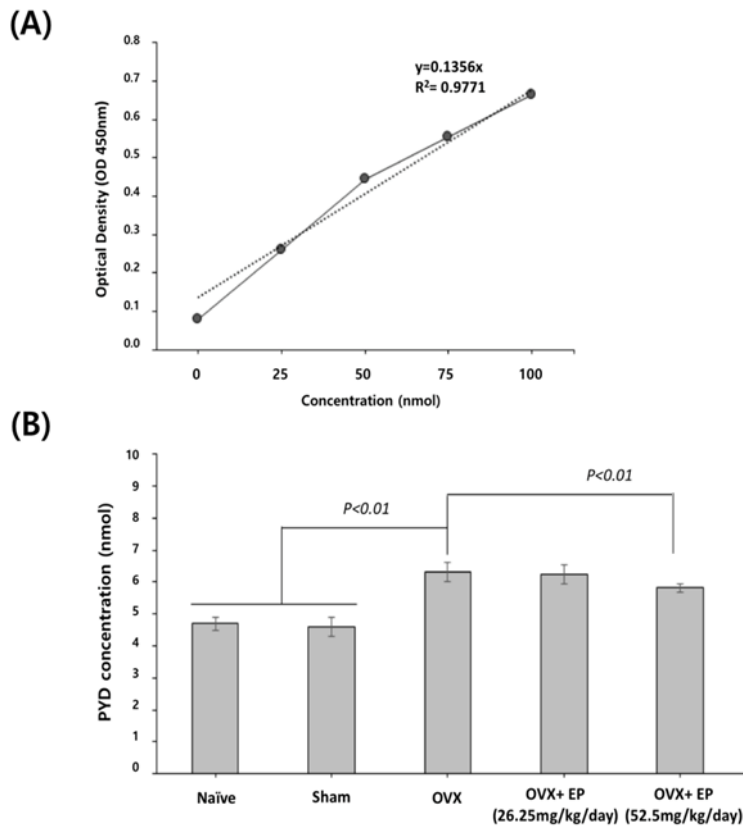 (A)
y=0.1356x
R²= 0.9771
0.8
0.7
0.6
0.5
0.4
0.3
0.2
0.1
0.0
Optical Density (OD 450nm)
0 25 50 75 100
Concentration (nmol)
(B)
10
9
8
7
6
5
4
3
2
1
0
PYD concentration (nmol)
P<0.01
P<0.01
Naïve Sham OVX OVX+ EP OVX+ EP
(26.25mg/kg/day) (52.5mg/kg/day)